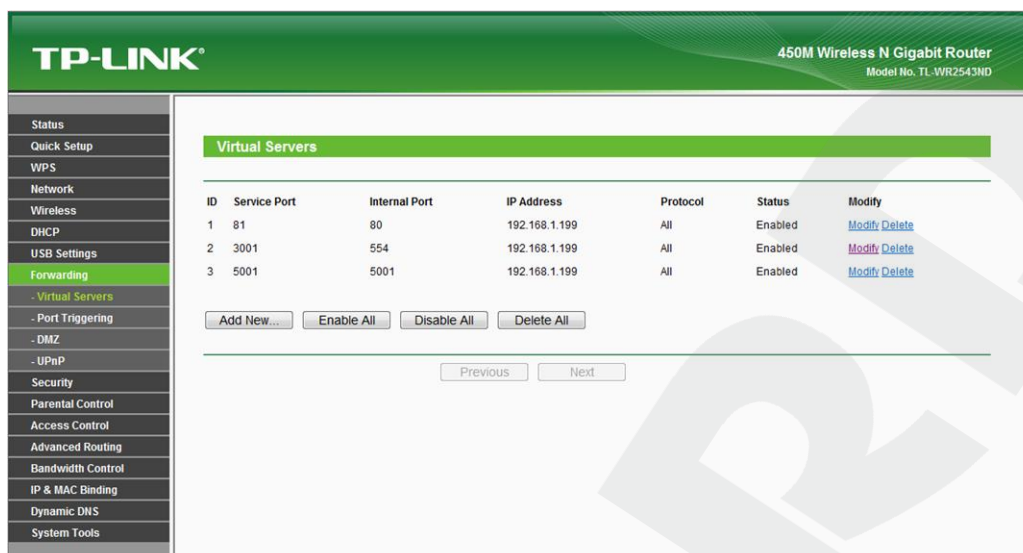 TP-LINK®
450M Wireless N Gigabit Router
Model No. TL-WR2543ND
Status
Quick Setup
WPS
Network
Wireless
DHCP
USB Settings
Forwarding
- Virtual Servers
- Port Triggering
- DMZ
- UPnP
Security
Parental Control
Access Control
Advanced Routing
Bandwidth Control
IP & MAC Binding
Dynamic DNS
System Tools
Virtual Servers
ID Service Port Internal Port IP Address Protocol Status Modify
1 81 80 192.168.1.199 All Enabled Modify Delete
2 3001 554 192.168.1.199 All Enabled Modify Delete
3 5001 5001 192.168.1.199 All Enabled Modify Delete
Add New... Enable All Disable All Delete All
Previous Next